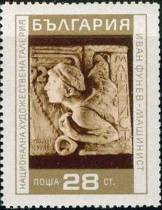 БЪЛГАРИЯ
НАЦИОНАЛНА ХУДОЖЕСТВЕНА ГАЛЕРИЯ
ИВАН ФУНЕВ - МАШИНИСТ
ПОЩА 28 СТ.